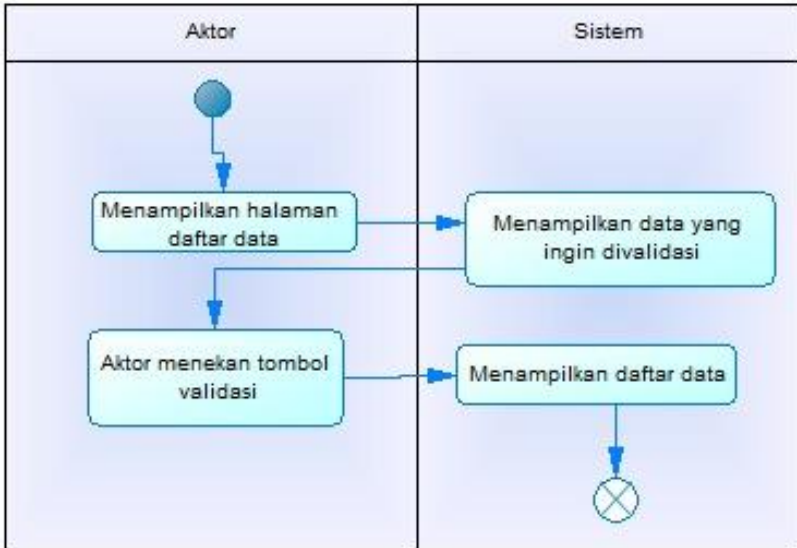 Aktor
Sistem
Menampilkan halaman
daftar data
Menampilkan data yang
ingin divalidasi
Aktor menekan tombol
validasi
Menampilkan daftar data